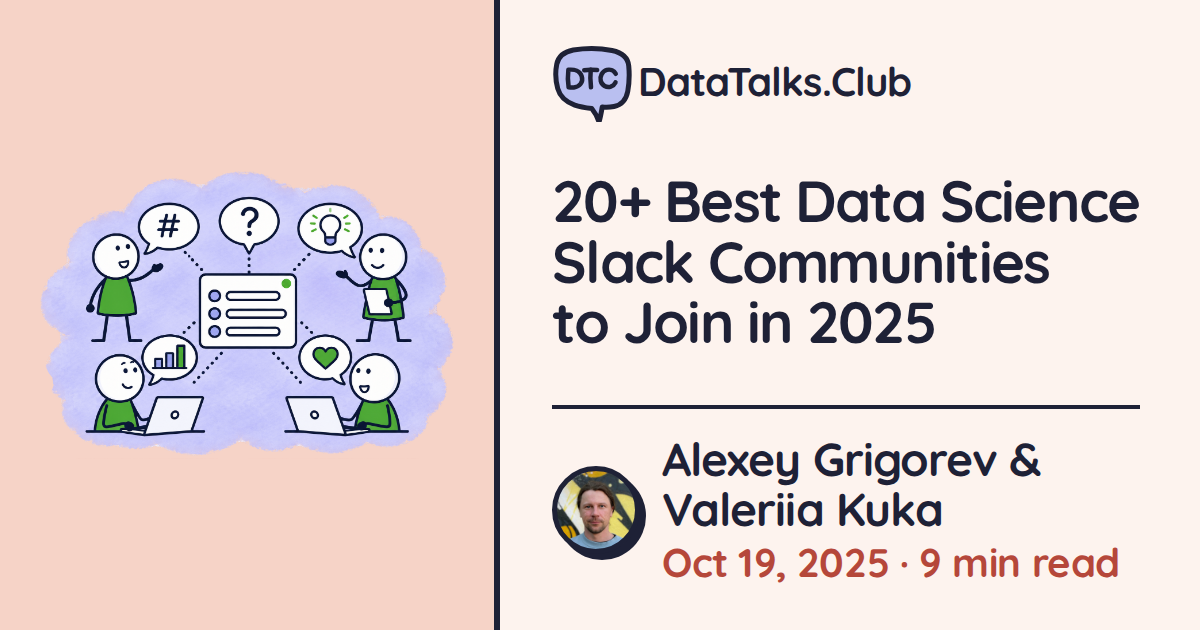 DTC DataTalks.Club
20+ Best Data Science
Slack Communities
to Join in 2025
Alexey Grigorev &
Valeriia Kuka
Oct 19, 2025 · 9 min read
#
?